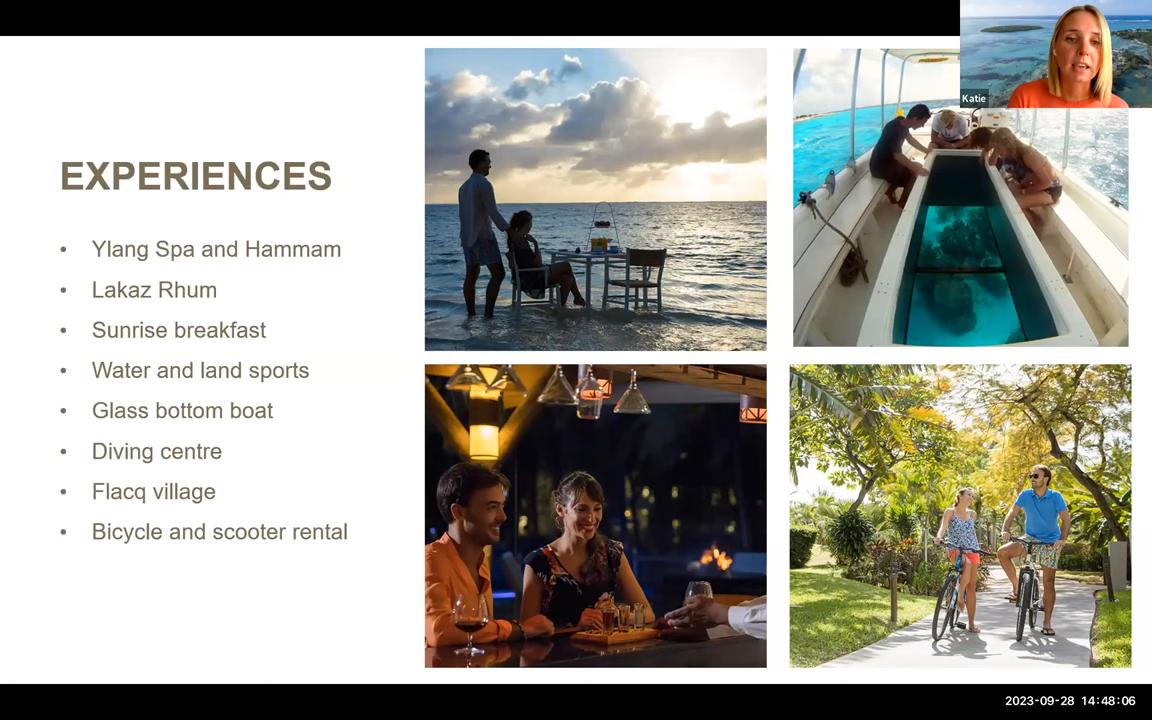 Katie
EXPERIENCES
• Ylang Spa and Hammam
• Lakaz Rhum
• Sunrise breakfast
• Water and land sports
• Glass bottom boat
• Diving centre
• Flacq village
• Bicycle and scooter rental
2023-09-28 14:48:06